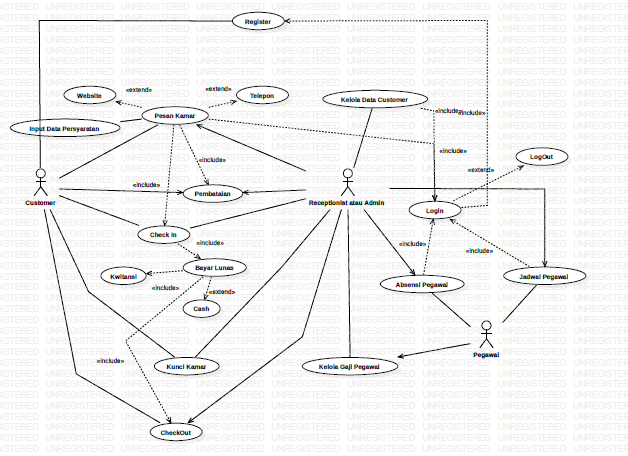 Register
Website
«extend»
«extend»
Telepon
Kelola Data Customer
Pesan Kamar
«include»
«include»
Input Data Persyaratan
«include»
«include»
LogOut
«extend»
«include»
Pembatalan
Customer
Receptionist atau Admin
Login
Check In
«include»
«include»
«include»
Bayar Lunas
Kwitansi
Jadwal Pegawai
Absensi Pegawai
«include»
«extend»
Cash
Pegawai
«include»
Kunci Kamar
Kelola Gaji Pegawai
CheckOut